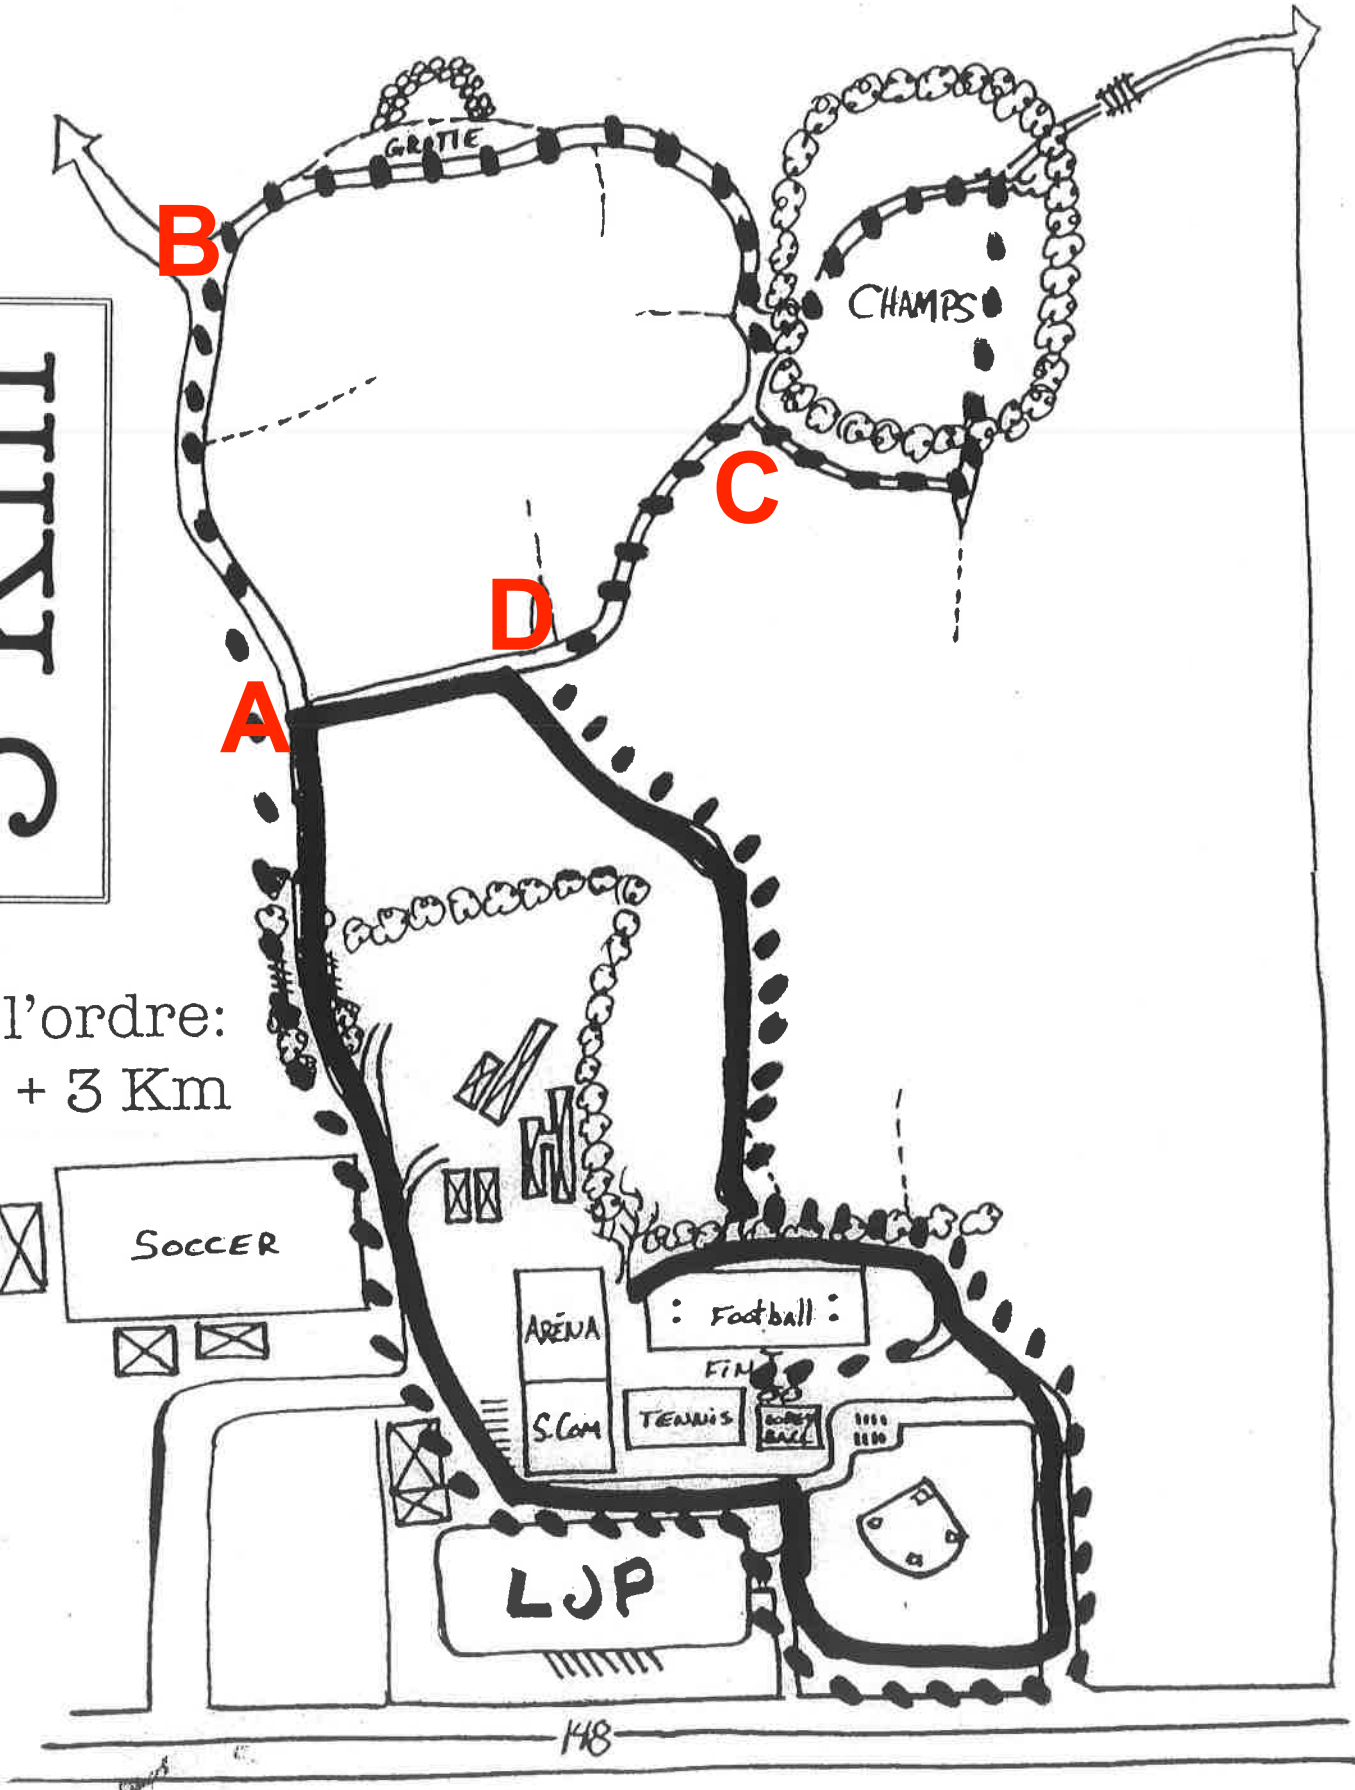 GROTTE
B
CHAMPS
C
D
A
l'ordre:
+ 3 Km
SOCCER
ARÉNA
Football
FIN
S.Com
TENNIS
LJP
148